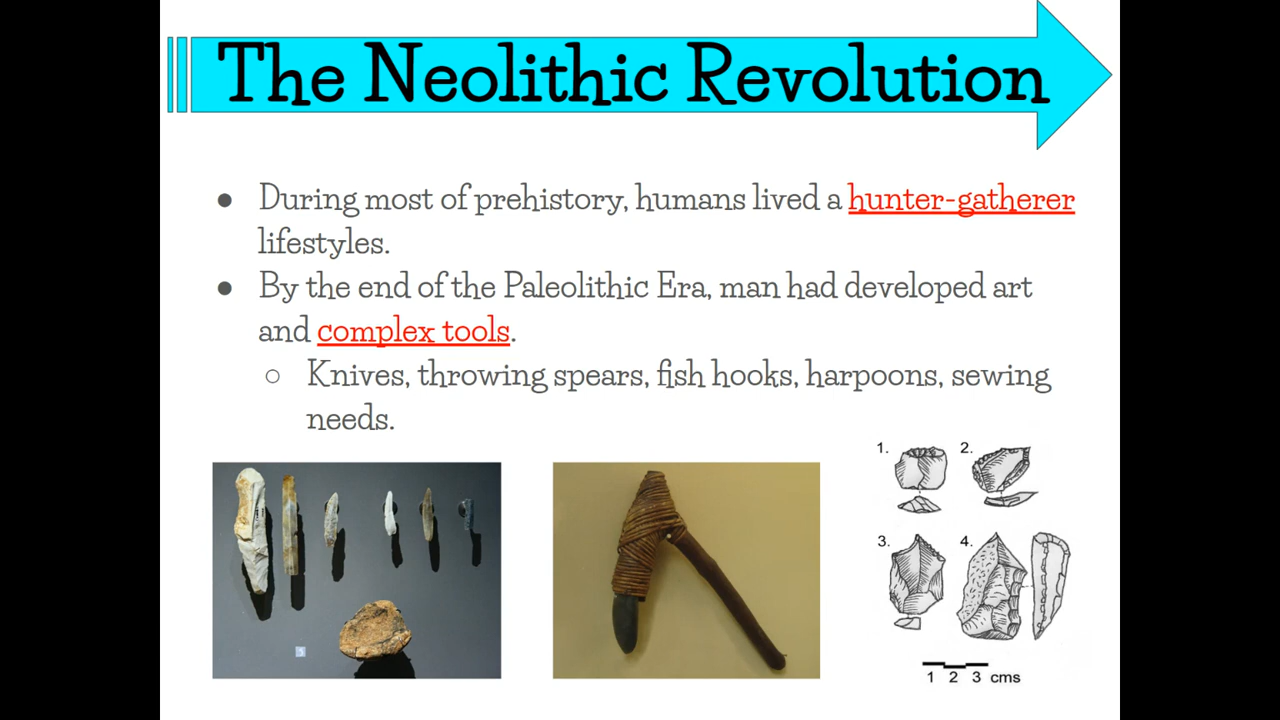 The Neolithic Revolution
● During most of prehistory, humans lived a hunter-gatherer
lifestyles.
● By the end of the Paleolithic Era, man had developed art
and complex tools.
○ Knives, throwing spears, fish hooks, harpoons, sewing
needs.
1. 2.
3. 4.
1 2 3 cms